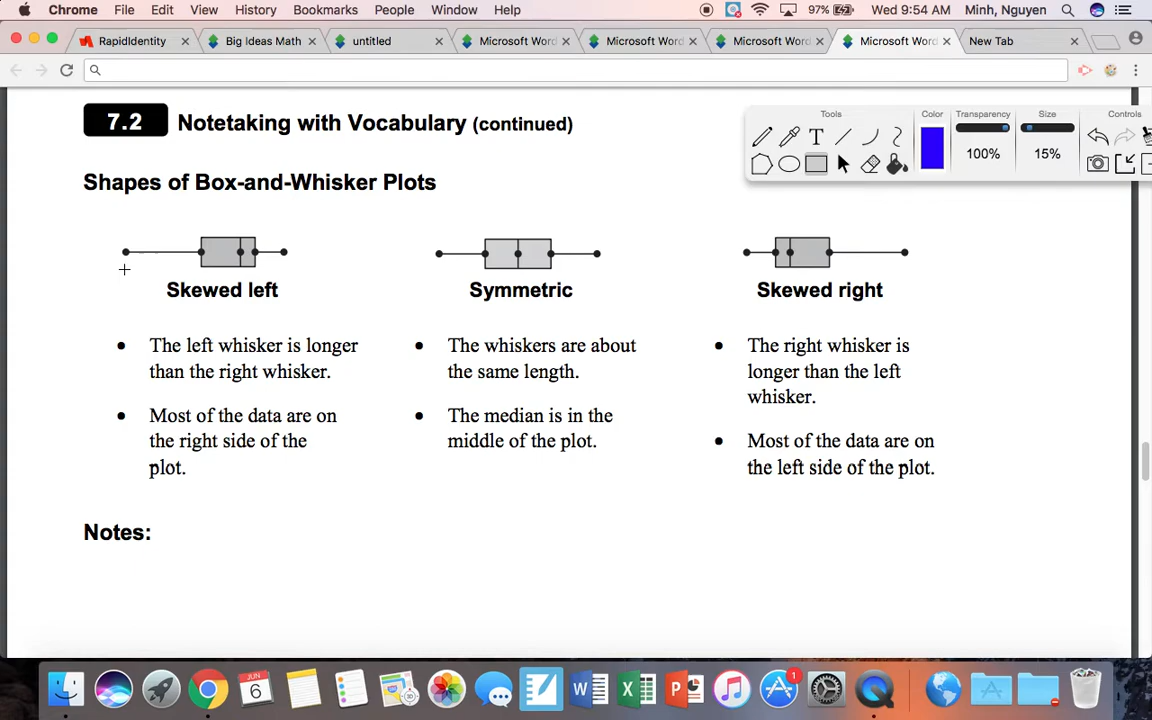 Chrome File Edit View History Bookmarks People Window Help 97% Wed 9:54 AM Minh, Nguyen
RapidIdentity Big Ideas Math untitled Microsoft Word Microsoft Word Microsoft Word Microsoft Word New Tab
7.2 Notetaking with Vocabulary (continued)
Tools Color Transparency Size Controls
T 100% 15%
Shapes of Box-and-Whisker Plots
Skewed left Symmetric Skewed right
• The left whisker is longer
than the right whisker.
• Most of the data are on
the right side of the
plot.
• The whiskers are about
the same length.
• The median is in the
middle of the plot.
• The right whisker is
longer than the left
whisker.
• Most of the data are on
the left side of the plot.
Notes:
JUN
6
1